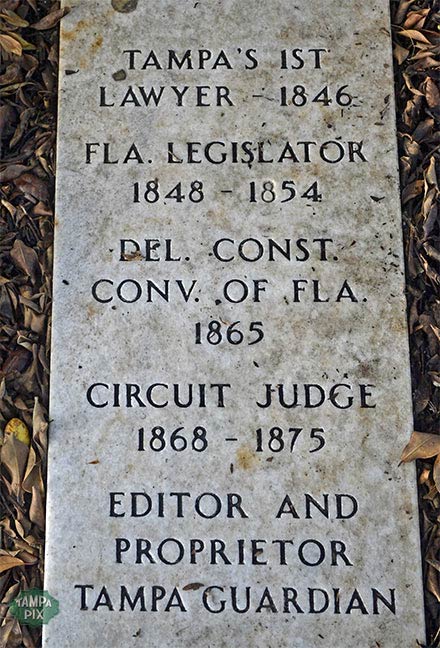 TAMPA'S 1ST
LAWYER - 1846
FLA. LEGISLATOR
1848 - 1854
DEL. CONST.
CONV. OF FLA.
1865
CIRCUIT JUDGE
1868 - 1875
EDITOR AND
PROPRIETOR
TAMPA GUARDIAN
TAMPA
PIX